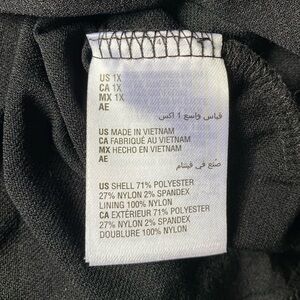 US 1X
CA 1X
MX 1X
AE
قياس واسع 1 اكس
US MADE IN VIETNAM
CA FABRIQUÉ AU VIETNAM
MX HECHO EN VIETNAM
AE
صنع في فيتنام
US SHELL 71% POLYESTER
27% NYLON 2% SPANDEX
LINING 100% NYLON
CA EXTÉRIEUR 71% POLYESTER
27% NYLON 2% SPANDEX
DOUBLURE 100% NYLON